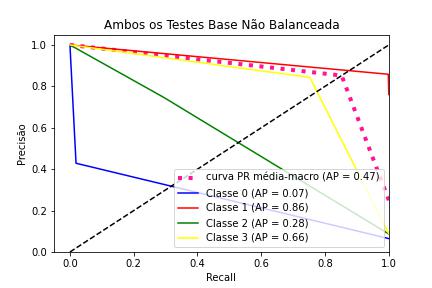 Ambos os Testes Base Não Balanceada
Precisão
1.0
0.8
0.6
0.4
0.2
0.0
curva PR média-macro (AP = 0.47)
Classe 0 (AP = 0.07)
Classe 1 (AP = 0.86)
Classe 2 (AP = 0.28)
Classe 3 (AP = 0.66)
0.0 0.2 0.4 0.6 0.8 1.0
Recall